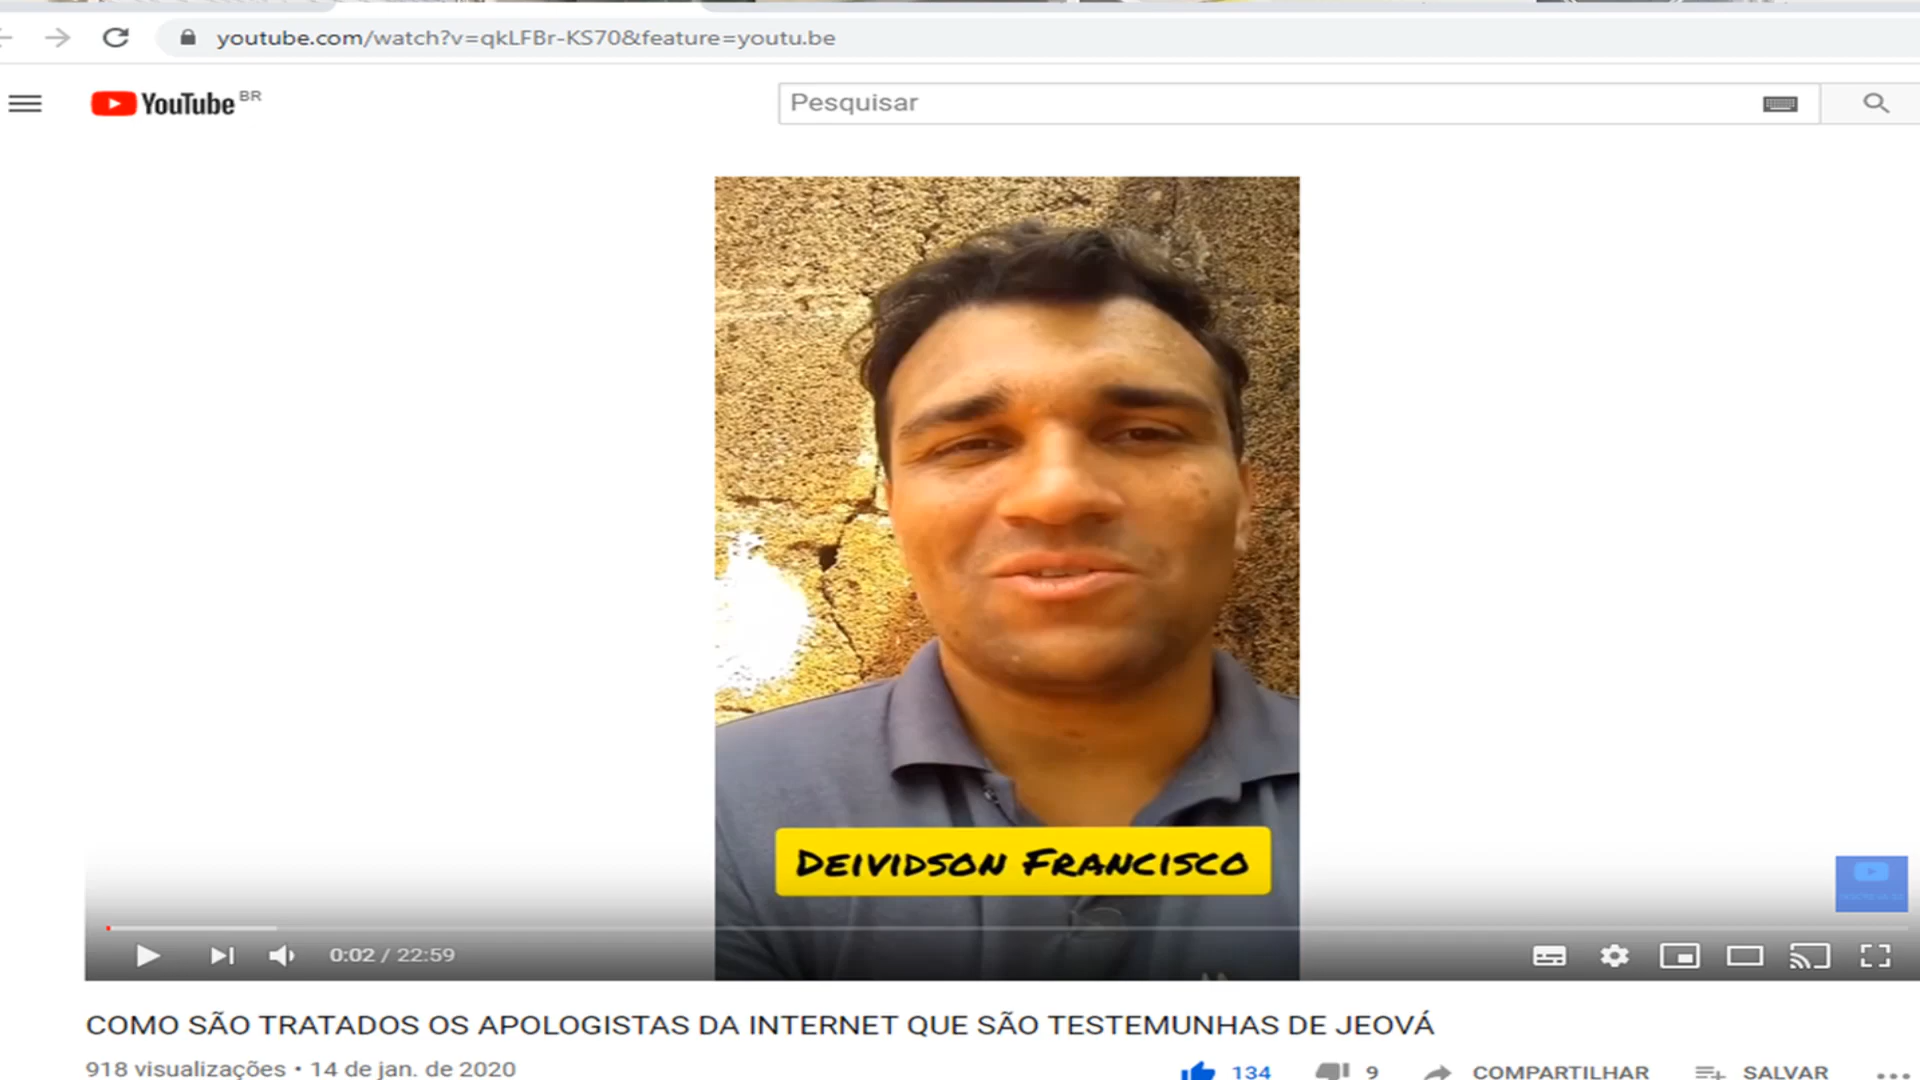 youtube.com/watch?v=qkLFBr-KS70&feature=youtu.be
YouTube BR
Pesquisar
DEIVIDSON FRANCISCO
0:02 / 22:59
COMO SÃO TRATADOS OS APOLOGISTAS DA INTERNET QUE SÃO TESTEMUNHAS DE JEOVÁ
918 visualizações • 14 de jan. de 2020
134
9
COMPARTILHAR
SALVAR